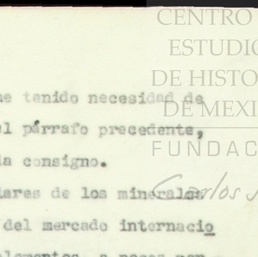 CENTRO
ESTUDIO
DE HISTO
DE MEXI
FUNDAC
Carlos
he tenido necesidad de
el párrafo precedente,
la consigno.
lares de los minerales
del mercado internacio